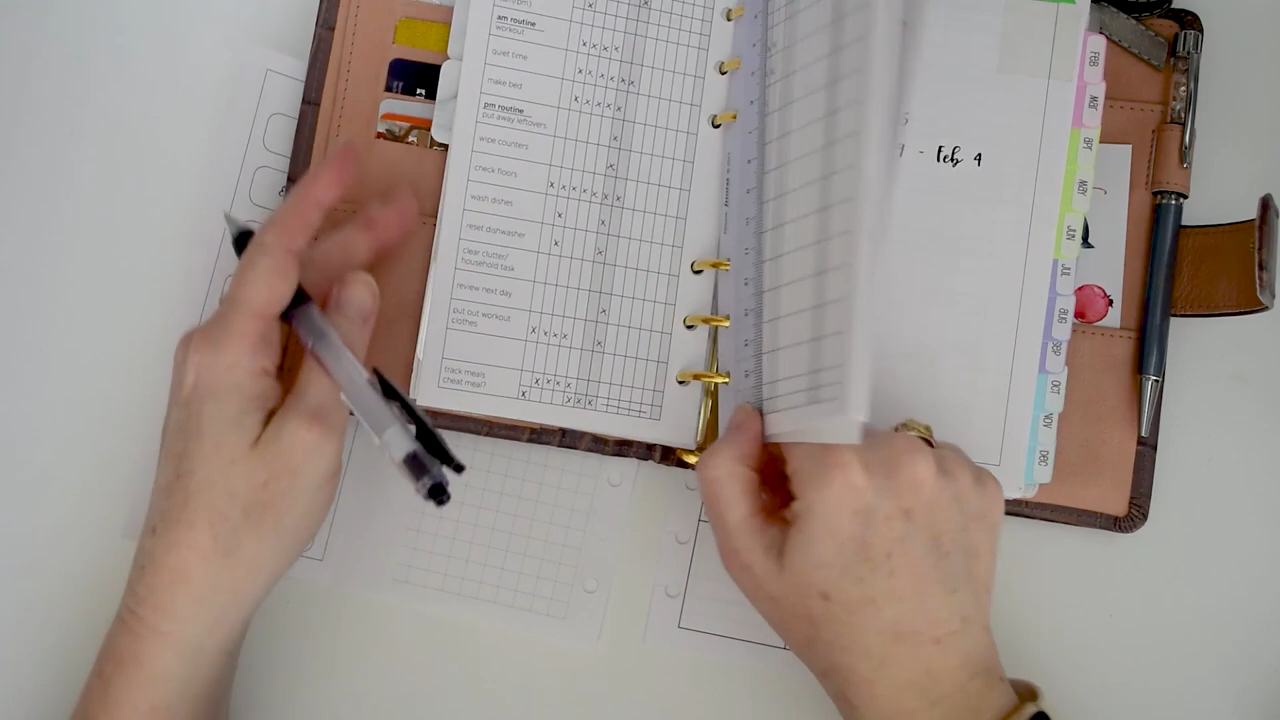 am routine
workout
quiet time
make bed
pm routine
put away leftovers
wipe counters
check floors
wash dishes
reset dishwasher
clear clutter/
household task
review next day
put out workout
clothes
track meals
cheat meal?
- Feb 4
FEB
MAR
APR
MAY
JUN
JUL
AUG
SEP
OCT
NOV
DEC